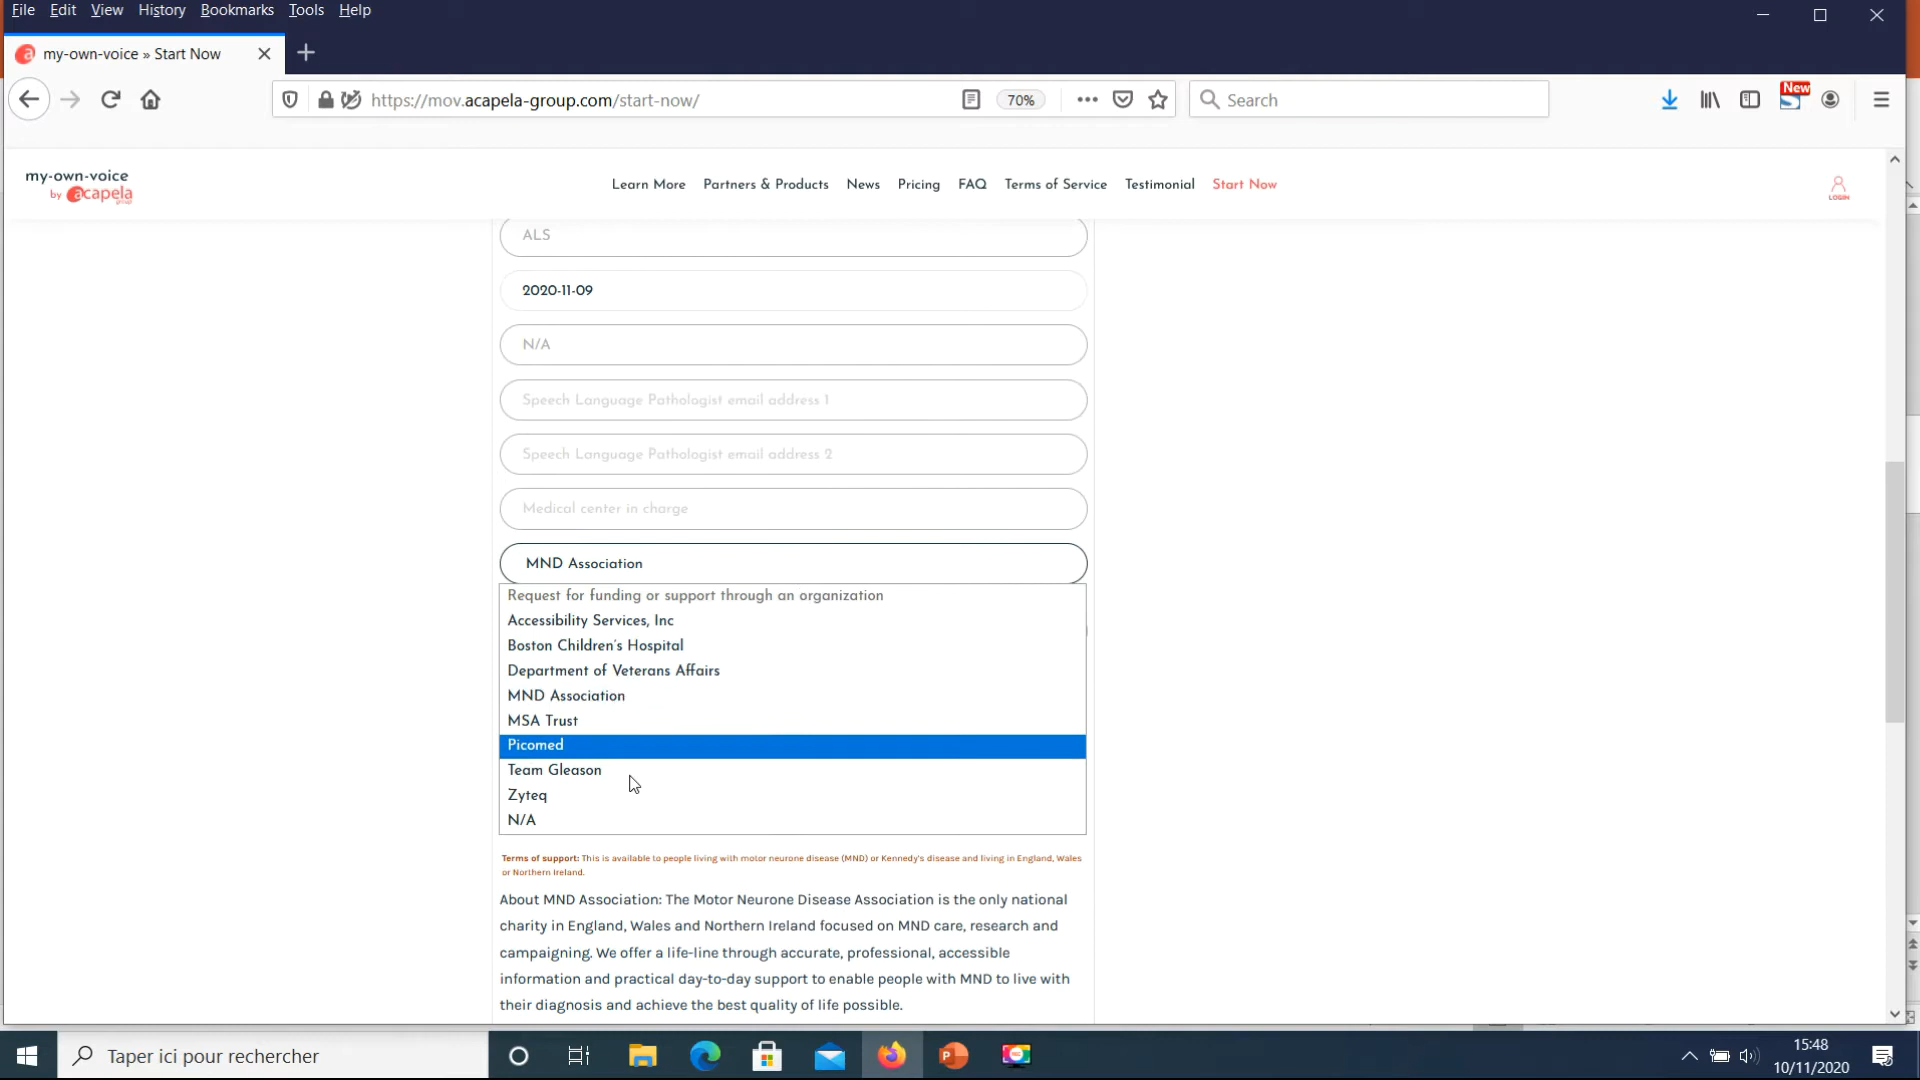 File Edit View History Bookmarks Tools Help
my-own-voice » Start Now
https://mov.acapela-group.com/start-now/
70%
Search
New
my-own-voice
by acapela
group
Learn More Partners & Products News Pricing FAQ Terms of Service Testimonial Start Now
LOGIN
ALS
2020-11-09
N/A
Speech Language Pathologist email address 1
Speech Language Pathologist email address 2
Medical center in charge
MND Association
Request for funding or support through an organization
Accessibility Services, Inc
Boston Children's Hospital
Department of Veterans Affairs
MND Association
MSA Trust
Picomed
Team Gleason
Zyteq
N/A
Terms of support: This is available to people living with motor neurone disease (MND) or Kennedy's disease and living in England, Wales
or Northern Ireland.
About MND Association: The Motor Neurone Disease Association is the only national
charity in England, Wales and Northern Ireland focused on MND care, research and
campaigning. We offer a life-line through accurate, professional, accessible
information and practical day-to-day support to enable people with MND to live with
their diagnosis and achieve the best quality of life possible.
Taper ici pour rechercher
15:48
10/11/2020